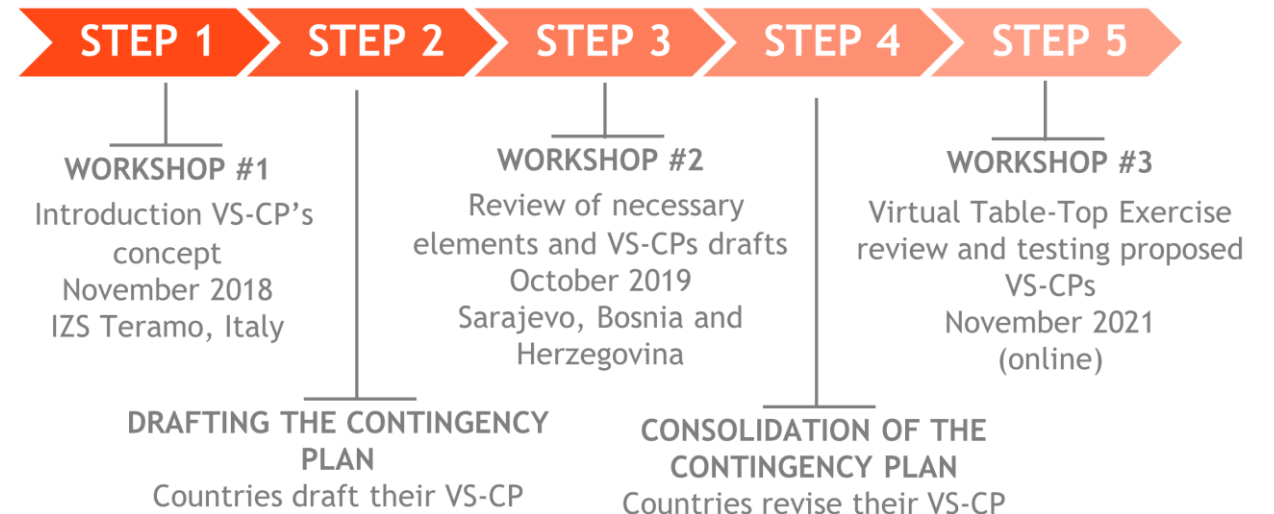 STEP 1
STEP 2
STEP 3
STEP 4
STEP 5
WORKSHOP #1
Introduction VS-CP’s
concept
November 2018
IZS Teramo, Italy
DRAFTING THE CONTINGENCY
PLAN
Countries draft their VS-CP
WORKSHOP #2
Review of necessary
elements and VS-CPs drafts
October 2019
Sarajevo, Bosnia and
Herzegovina
CONSOLIDATION OF THE
CONTINGENCY PLAN
Countries revise their VS-CP
WORKSHOP #3
Virtual Table-Top Exercise
review and testing proposed
VS-CPs
November 2021
(online)